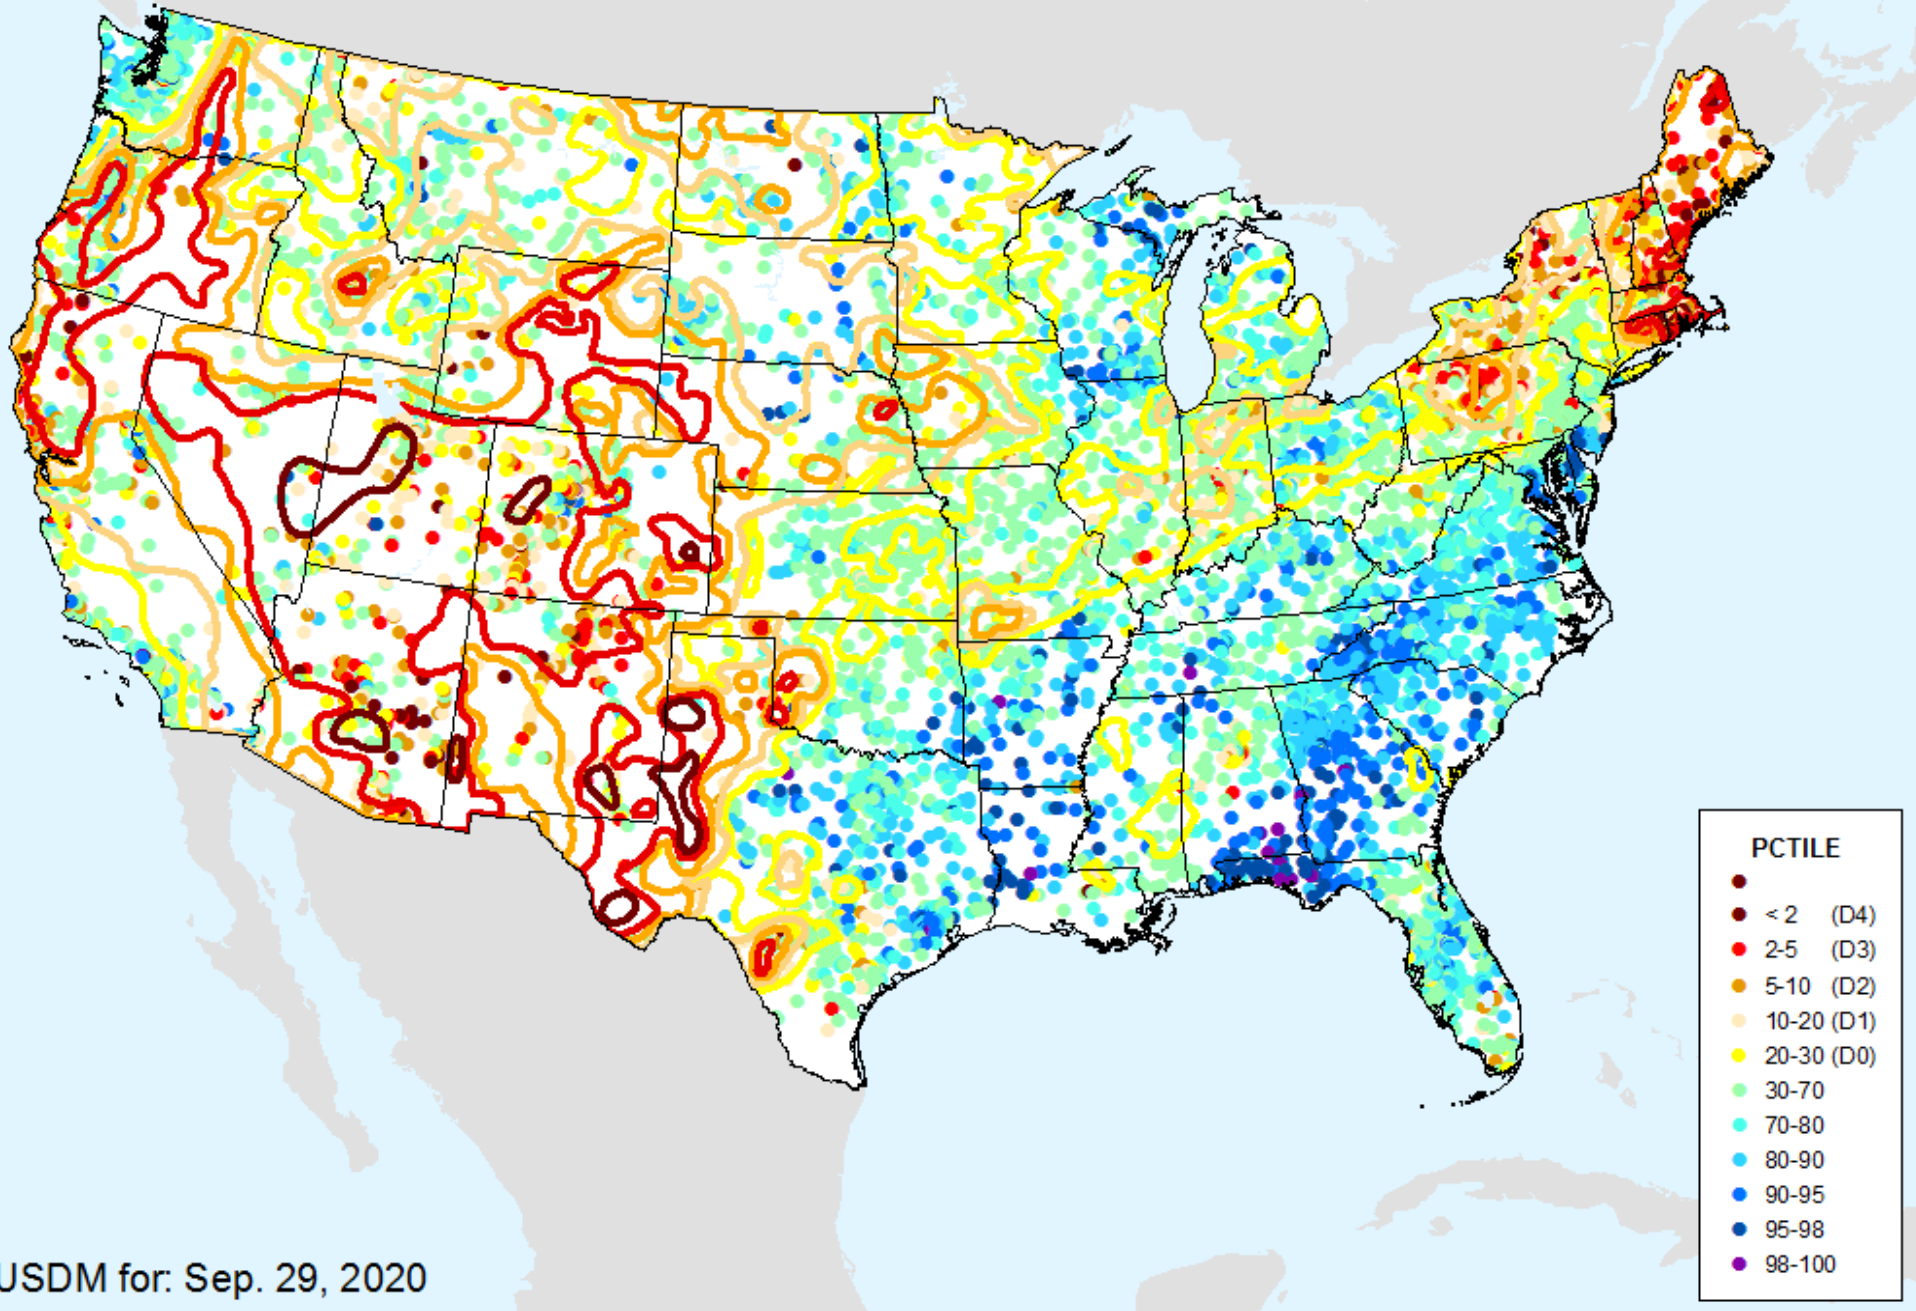 PCTILE
< 2 (D4)
2-5 (D3)
5-10 (D2)
10-20 (D1)
20-30 (D0)
30-70
70-80
80-90
90-95
95-98
98-100
USDM for: Sep. 29, 2020